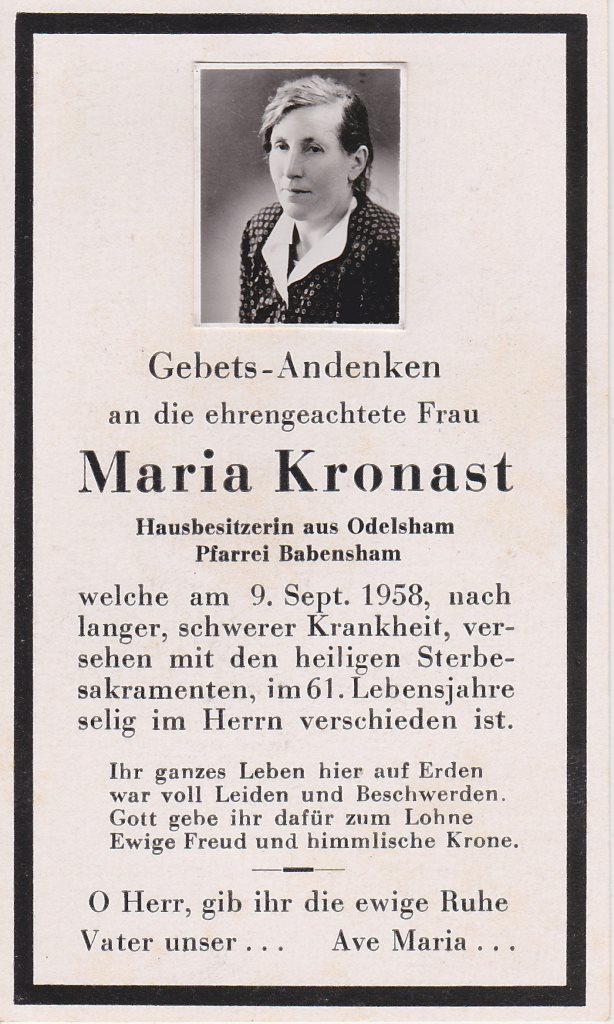 Gebets-Andenken
an die ehrengeachtete Frau
Maria Kronast
Hausbesitzerin aus Odelsham
Pfarrei Babensham
welche am 9. Sept. 1958, nach
langer, schwerer Krankheit, ver-
sehen mit den heiligen Sterbe-
sakramenten, im 61. Lebensjahre
selig im Herrn verschieden ist.
Ihr ganzes Leben hier auf Erden
war voll Leiden und Beschwerden.
Gott gebe ihr dafür zum Lohne
Ewige Freud und himmlische Krone.
O Herr, gib ihr die ewige Ruhe
Vater unser . . . Ave Maria . . .